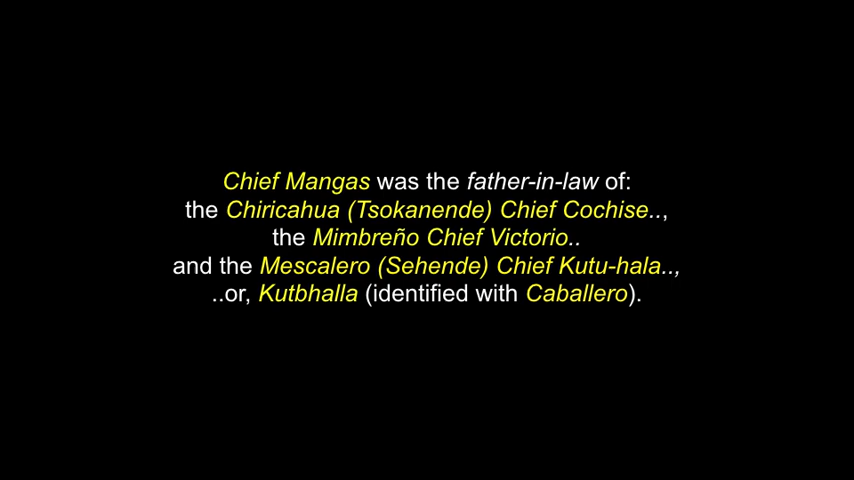 Chief Mangas was the father-in-law of:
the Chiricahua (Tsokanende) Chief Cochise..,
the Mimbreño Chief Victorio..
and the Mescalero (Sehende) Chief Kutu-hala..,
..or, Kutbhalla (identified with Caballero).